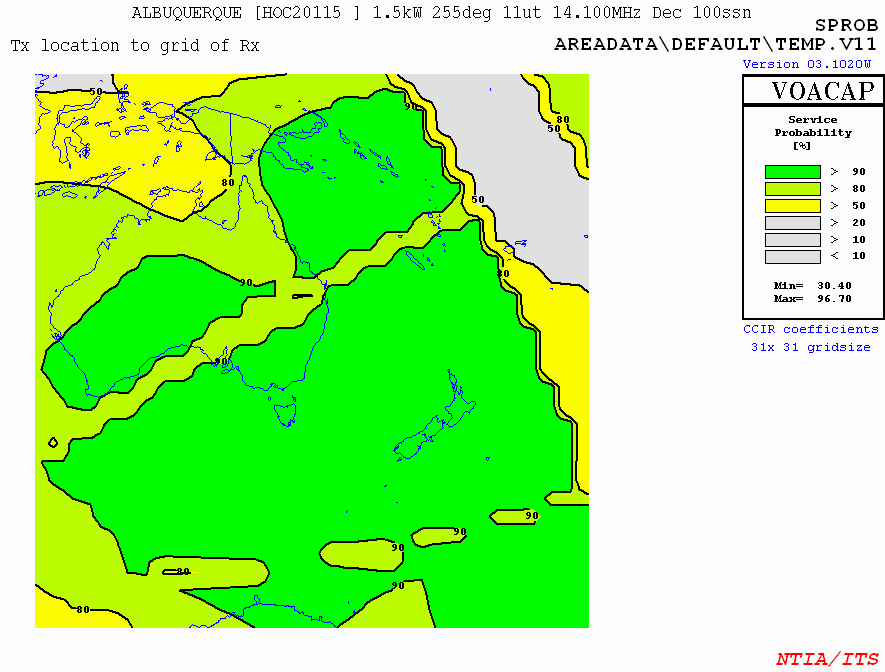 ALBUQUERQUE [HOC20115 ] 1.5kW 255deg 11ut 14.100MHz Dec 100ssn
SPROB
Tx location to grid of Rx
AREADATA\DEFAULT\TEMP.V11
Version 03.1020W
VOACAP
Service
Probability
[%]
> 90
> 80
> 50
> 20
> 10
< 10
Min= 30.40
Max= 96.70
CCIR coefficients
31x 31 gridsize
50
90
80
50
80
50
80
90
90
90
90
90
80
90
80
NTIA/ITS